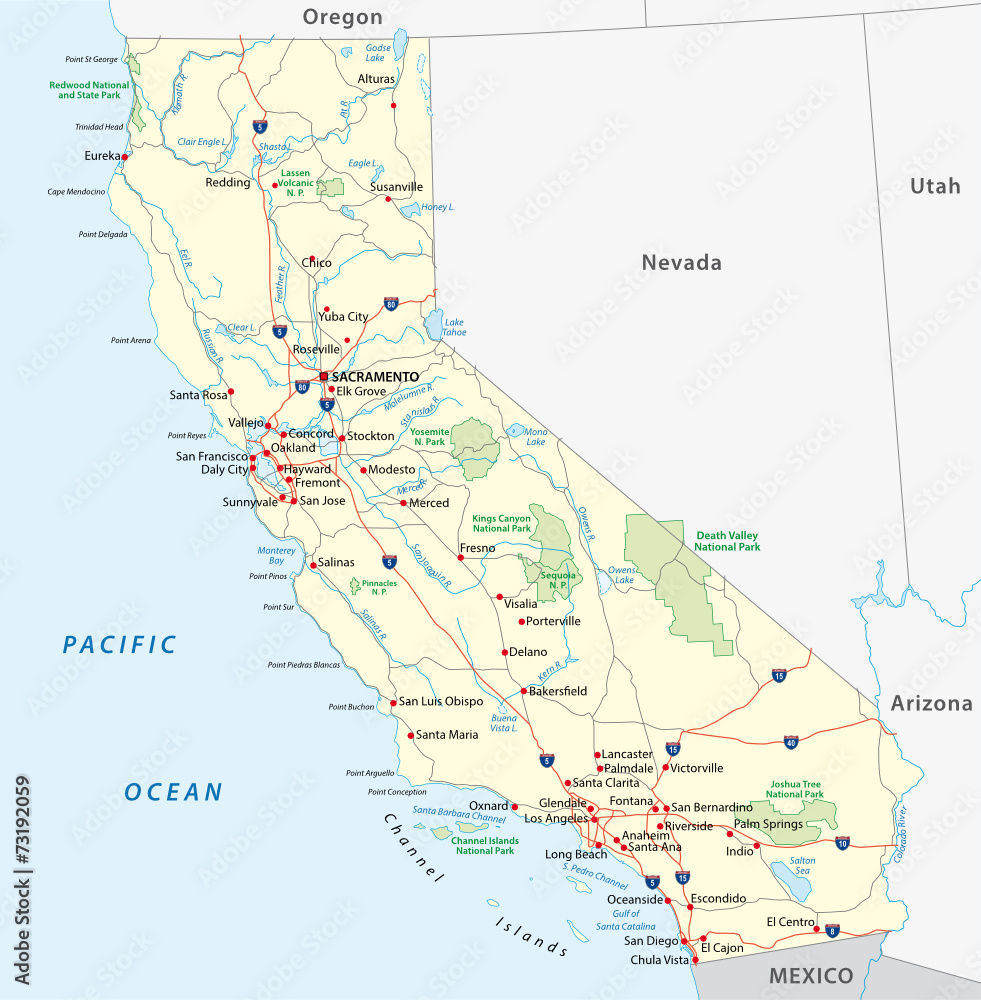 Oregon
Point St George
Godse
Lake
Alturas
Redwood National
and State Park
Klamath R.
At R
Trinidad Head
5
Clair Engle L.
Shasta L.
Eureka
Eagle L.
Cape Mendocino
Redding
Lassen
Volcanic
N. P.
Susanville
Honey L.
Utah
Point Delgada
Eel R.
Chico
Feather R.
Nevada
80
Yuba City
Clear L.
5
Lake
Tahoe
Point Arena
Russian R.
Roseville
SACRAMENTO
80
Elk Grove
Santa Rosa
5
Molelumne R.
Stanislas R.
Vallejo
Point Reyes
Concord
Stockton
Yosemite
N. Park
Mono
Lake
Oakland
San Francisco
Daly City
Hayward
Modesto
Fremont
Merced R.
Sunnyvale
San Jose
Merced
Kings Canyon
National Park
Owens R.
Death Valley
National Park
Monterey
Bay
Salinas
5
San Joaquin R.
Fresno
Point Pinos
Pinnacles
N. P.
Sequoia
N. P.
Owens
Lake
Point Sur
Salinas R.
Visalia
Porterville
PACIFIC
Delano
Point Piedras Blancas
Kern R.
15
Bakersfield
Point Buchon
San Luis Obispo
Arizona
Buena
Vista L.
Santa Maria
15
40
5
Lancaster
Palmdale
Victorville
Point Arguello
Santa Clarita
Point Conception
OCEAN
Joshua Tree
National Park
Oxnard
Glendale
Fontana
San Bernardino
Santa Barbara Channel
Los Angeles
Riverside
Palm Springs
Colorado River
Channel Islands
National Park
Anaheim
Santa Ana
Long Beach
Indio
10
Channel
S. Pedro Channel
Salton
Sea
5
15
Oceanside
Escondido
Gulf of
Santa Catalina
Islands
El Centro
8
San Diego
El Cajon
Chula Vista
MEXICO
Adobe Stock | #73192059
Adobe Stock